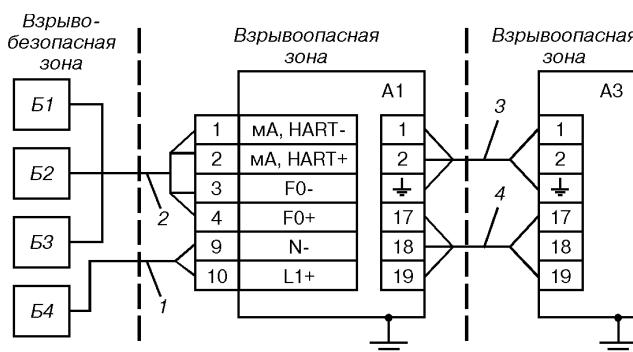 Взрыво-
безопасная
зона
Взрывоопасная
зона
Взрывоопасная
зона
Б1
Б2
Б3
Б4
2
1
А1
1 мА, HART-
2 мА, HART+
3 F0-
4 F0+
9 N-
10 L1+
1
2
17
18
19
3
4
А3
1
2
17
18
19